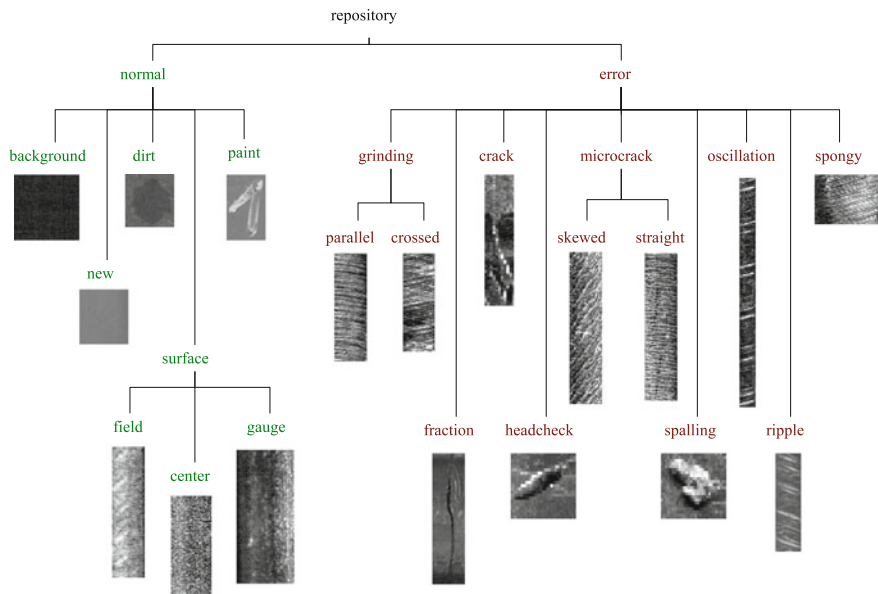 repository
normal
error
background
dirt
paint
grinding
crack
microcrack
oscillation
spongy
parallel
crossed
skewed
straight
new
surface
field
center
gauge
fraction
headcheck
spalling
ripple